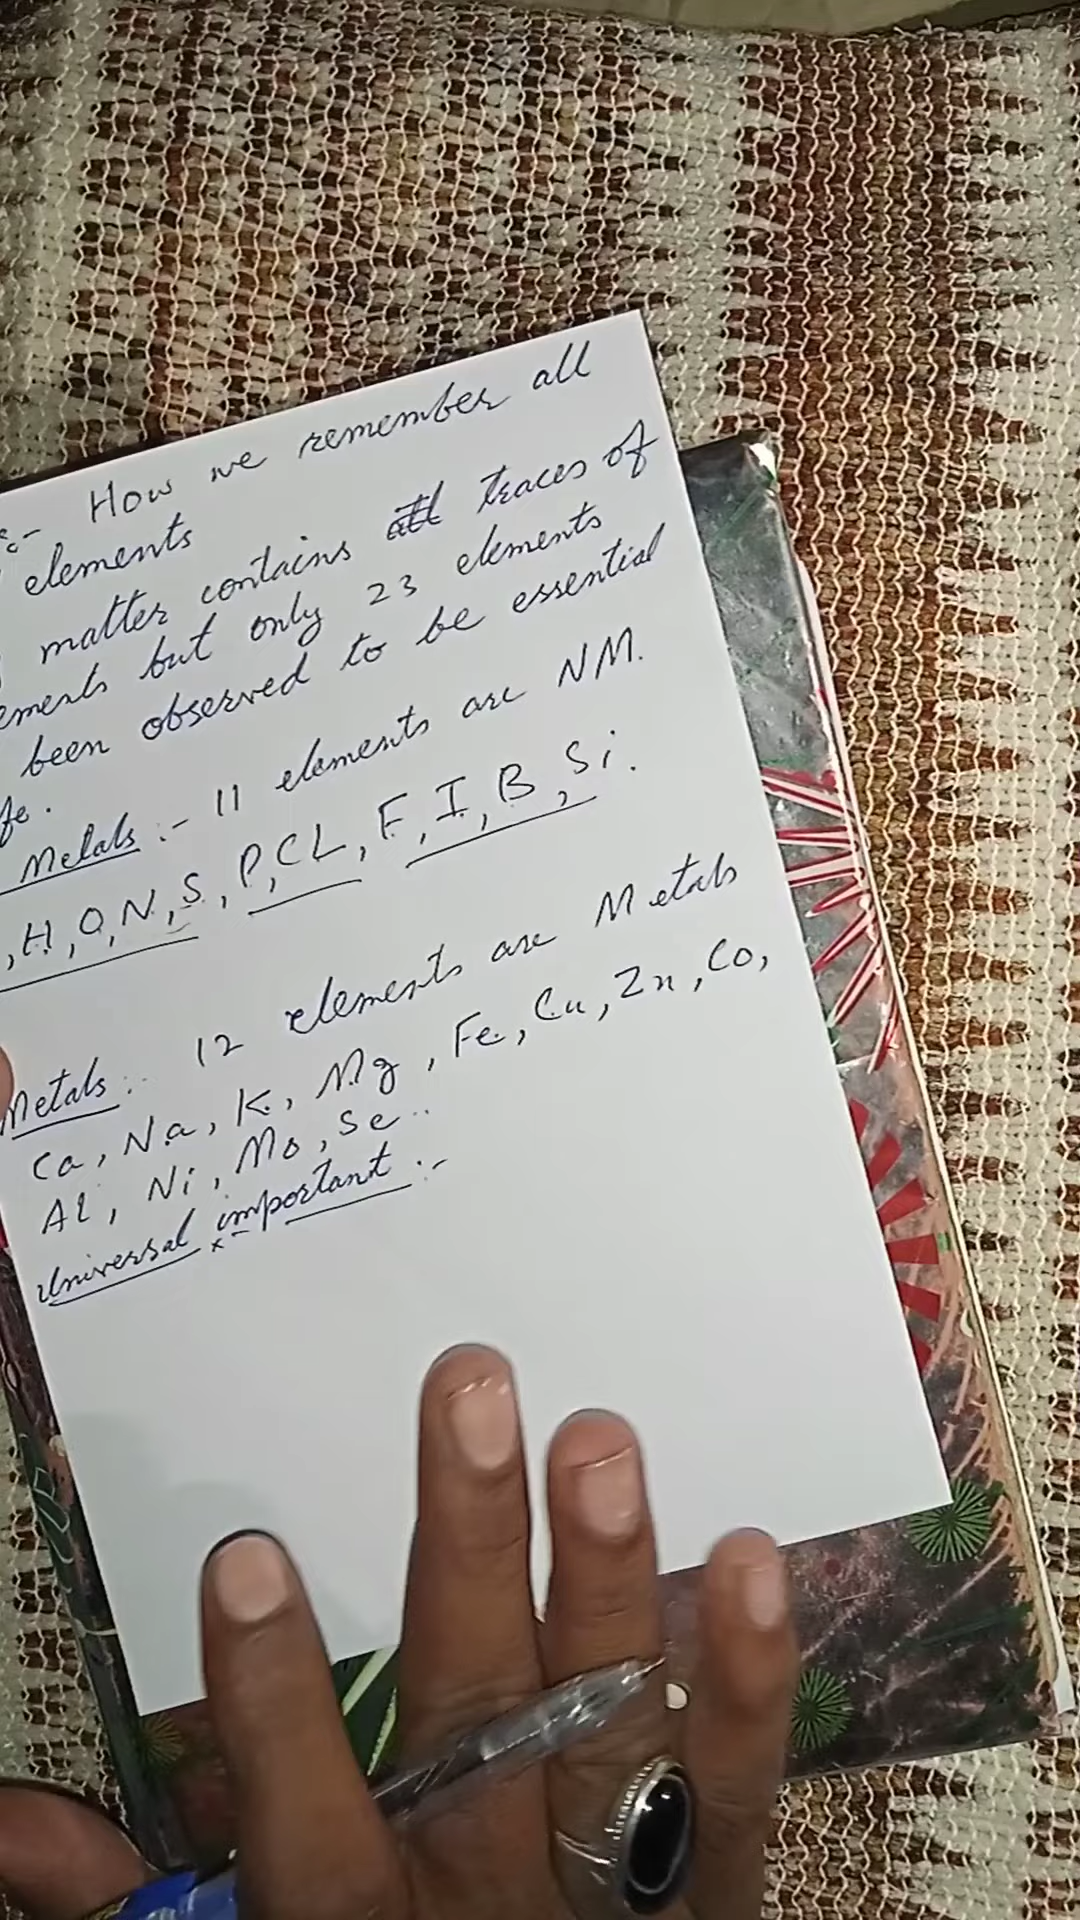 How we remember all
elements
matter contains traces of
ements but only 23 elements
been observed to be essential
fe.
Metals :- 11 elements are NM.
, H, O, N, S, P, CL, F, I, B, Si.
Metals :- 12 elements are Metals
Ca, Na, K, Mg, Fe, Cu, Zn, Co,
Al, Ni, Mo, Se
Universal important :-